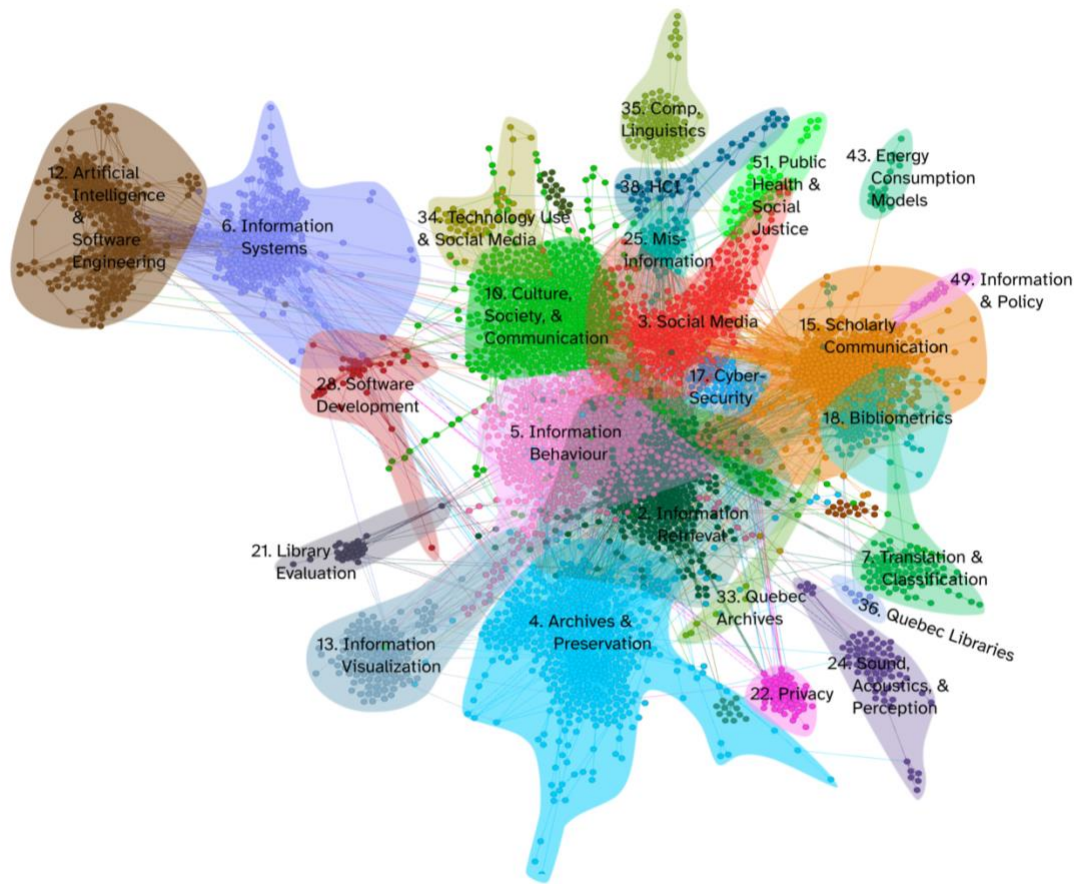 35. Comp.
Linguistics
12. Artificial
Intelligence
&
Software
Engineering
6. Information
Systems
34. Technology Use
& Social Media
38. HCI
51. Public
Health &
Social
Justice
43. Energy
Consumption
Models
25. Mis-
information
10. Culture,
Society, &
Communication
3. Social Media
49. Information
& Policy
15. Scholarly
Communication
28. Software
Development
17. Cyber-
Security
18. Bibliometrics
5. Information
Behaviour
2. Information
Retrieval
21. Library
Evaluation
7. Translation &
Classification
33. Quebec
Archives
36. Quebec Libraries
4. Archives &
Preservation
13. Information
Visualization
24. Sound,
Acoustics, &
Perception
22. Privacy